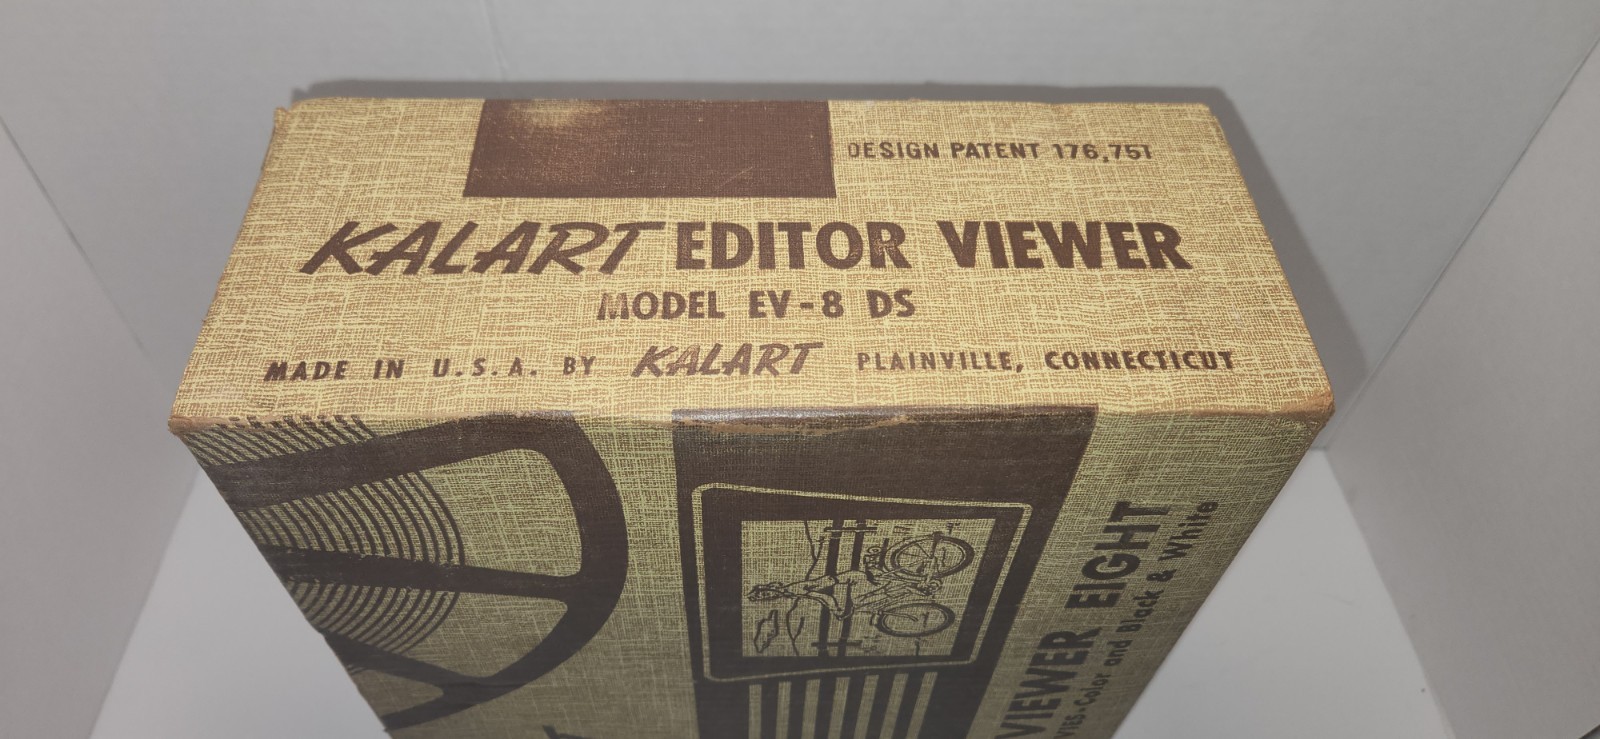 DESIGN PATENT 176,751
KALART EDITOR VIEWER
MODEL EV-8 DS
MADE IN U.S.A. BY KALART PLAINVILLE, CONNECTICUT
VIEWER EIGHT
Color and Black & White